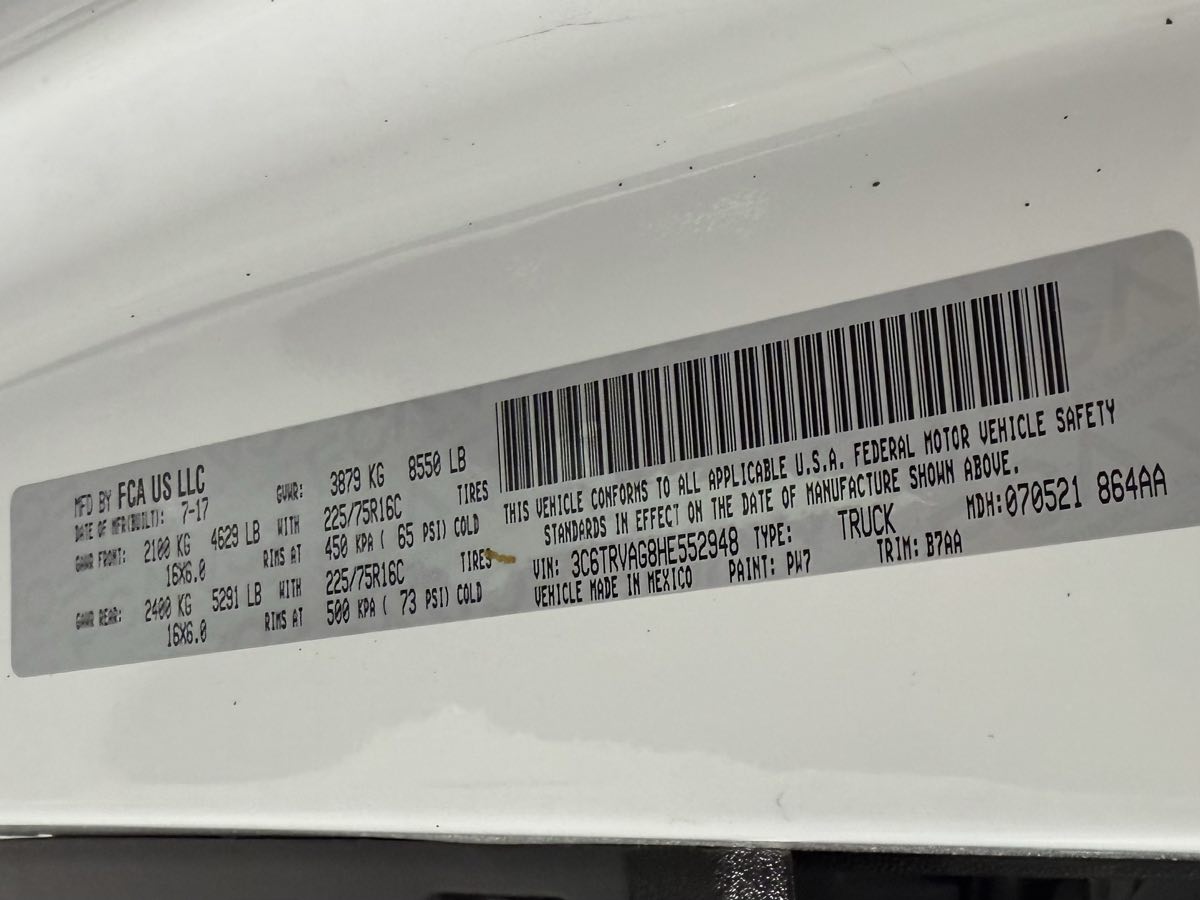 MFD BY FCA US LLC
DATE OF MFR(BUILT): 7-17 GVWR: 3879 KG 8550 LB
GAWR FRONT: 2100 KG 4629 LB WITH 225/75R16C TIRES
16X6.0 RIMS AT 450 KPA ( 65 PSI) COLD
GAWR REAR: 2400 KG 5291 LB WITH 225/75R16C TIRES
16X6.0 RIMS AT 500 KPA ( 73 PSI) COLD
THIS VEHICLE CONFORMS TO ALL APPLICABLE U.S.A. FEDERAL MOTOR VEHICLE SAFETY
STANDARDS IN EFFECT ON THE DATE OF MANUFACTURE SHOWN ABOVE.
VIN: 3C6TRVAG8HE552948 TYPE: TRUCK MDH:070521 864AA
VEHICLE MADE IN MEXICO PAINT: PW7 TRIM: B7AA